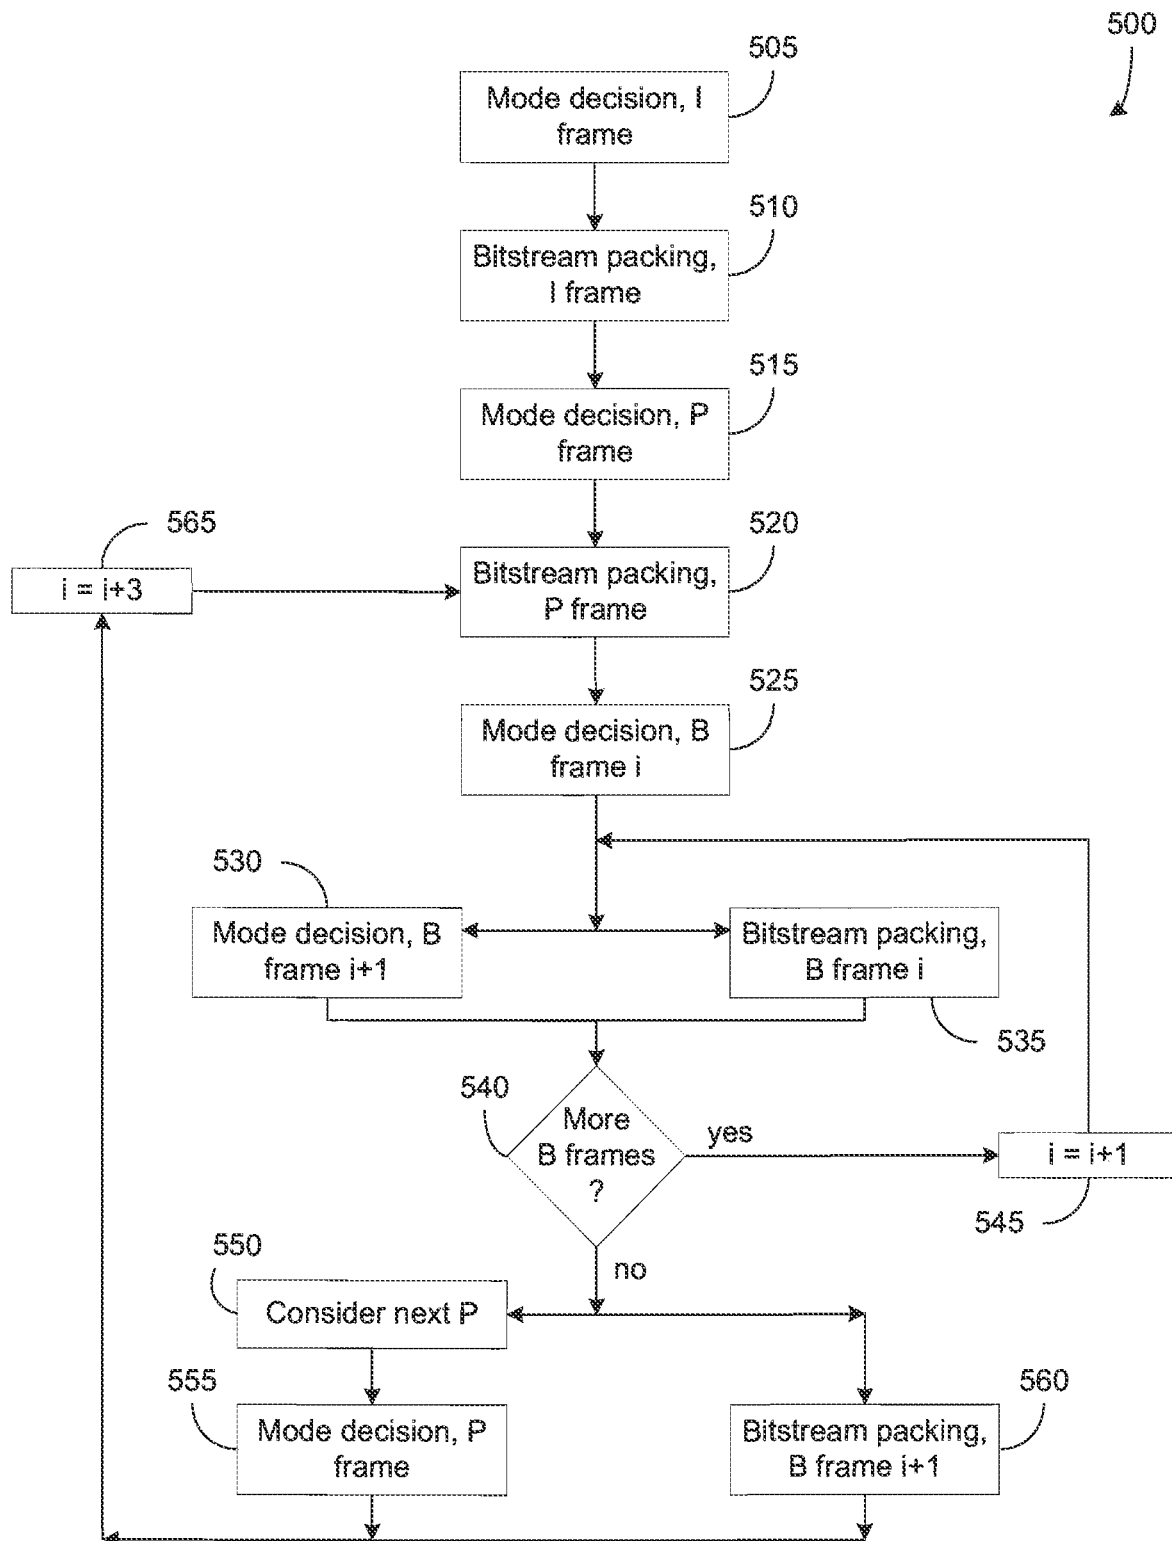 500
505
Mode decision, I
frame
510
Bitstream packing,
I frame
515
Mode decision, P
frame
565
i = i+3
520
Bitstream packing,
P frame
525
Mode decision, B
frame i
530
Mode decision, B
frame i+1
Bitstream packing,
B frame i
535
540
More
B frames
?
yes
i = i+1
545
no
550
Consider next P
555
Mode decision, P
frame
560
Bitstream packing,
B frame i+1